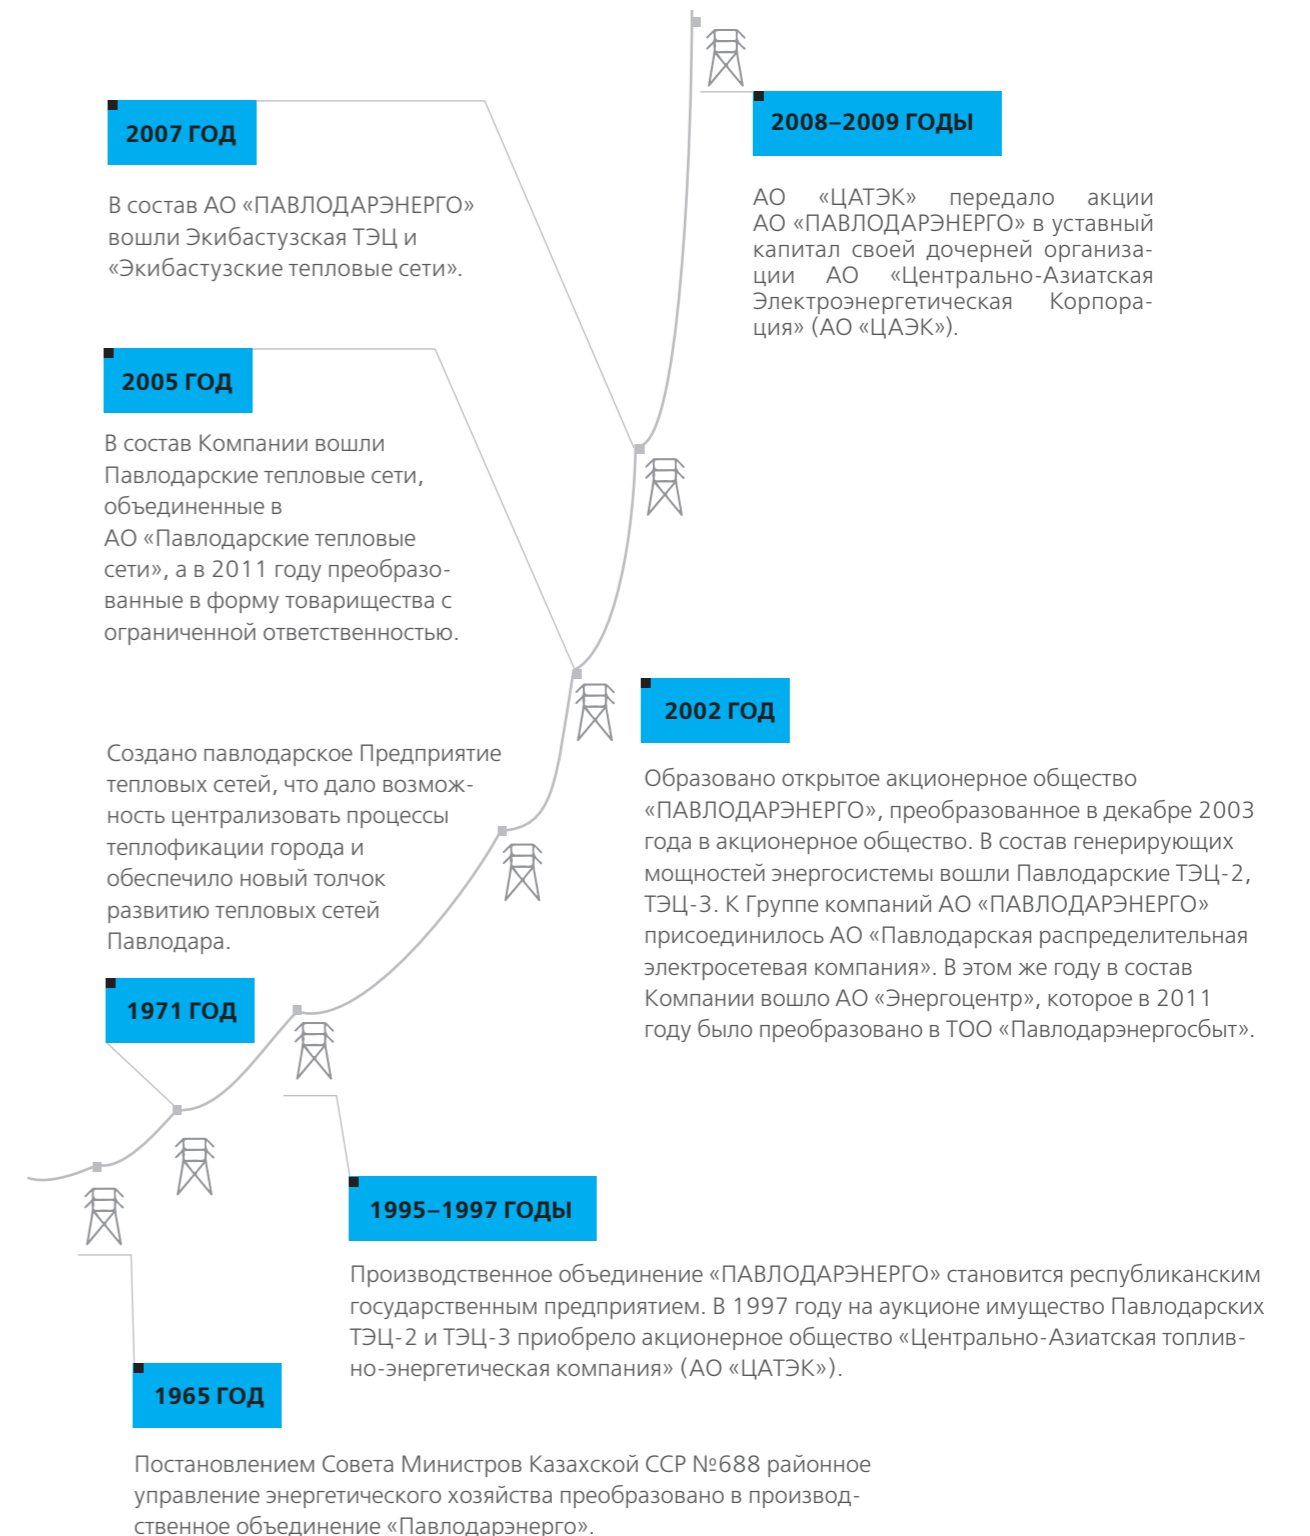 2007 ГОД
В состав АО «ПАВЛОДАРЭНЕРГО»
вошли Экибастузская ТЭЦ и
«Экибастузские тепловые сети».
2008–2009 ГОДЫ
АО «ЦАТЭК» передало акции
АО «ПАВЛОДАРЭНЕРГО» в уставный
капитал своей дочерней организа-
ции АО «Центрально-Азиатская
Электроэнергетическая Корпора-
ция» (АО «ЦАЭК»).
2005 ГОД
В состав Компании вошли
Павлодарские тепловые сети,
объединенные в
АО «Павлодарские тепловые
сети», а в 2011 году преобразо-
ванные в форму товарищества с
ограниченной ответственностью.
2002 ГОД
Образовано открытое акционерное общество
«ПАВЛОДАРЭНЕРГО», преобразованное в декабре 2003
года в акционерное общество. В состав генерирующих
мощностей энергосистемы вошли Павлодарские ТЭЦ-2,
ТЭЦ-3. К Группе компаний АО «ПАВЛОДАРЭНЕРГО»
присоединилось АО «Павлодарская распределительная
электросетевая компания». В этом же году в состав
Компании вошло АО «Энергоцентр», которое в 2011
году было преобразовано в ТОО «Павлодарэнергосбыт».
Создано павлодарское Предприятие
тепловых сетей, что дало возмож-
ность централизовать процессы
теплофикации города и
обеспечило новый толчок
развитию тепловых сетей
Павлодара.
1971 ГОД
1995–1997 ГОДЫ
Производственное объединение «ПАВЛОДАРЭНЕРГО» становится республиканским
государственным предприятием. В 1997 году на аукционе имущество Павлодарских
ТЭЦ-2 и ТЭЦ-3 приобрело акционерное общество «Центрально-Азиатская топлив-
но-энергетическая компания» (АО «ЦАТЭК»).
1965 ГОД
Постановлением Совета Министров Казахской ССР №688 районное
управление энергетического хозяйства преобразовано в производ-
ственное объединение «Павлодарэнерго».